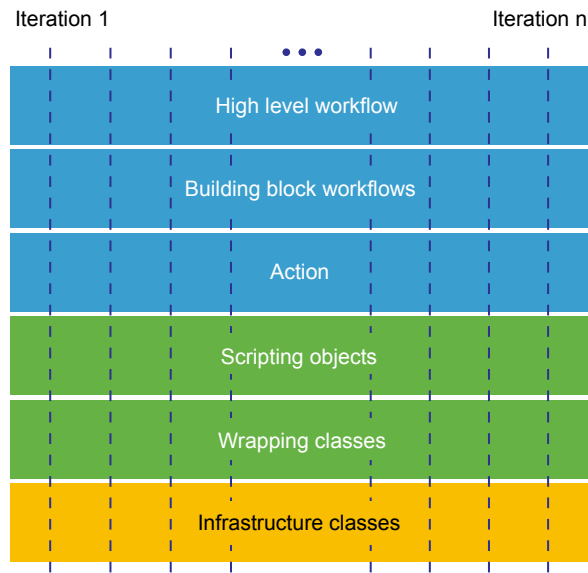 Iteration 1
Iteration n
High level workflow
Building block workflows
Action
Scripting objects
Wrapping classes
Infrastructure classes